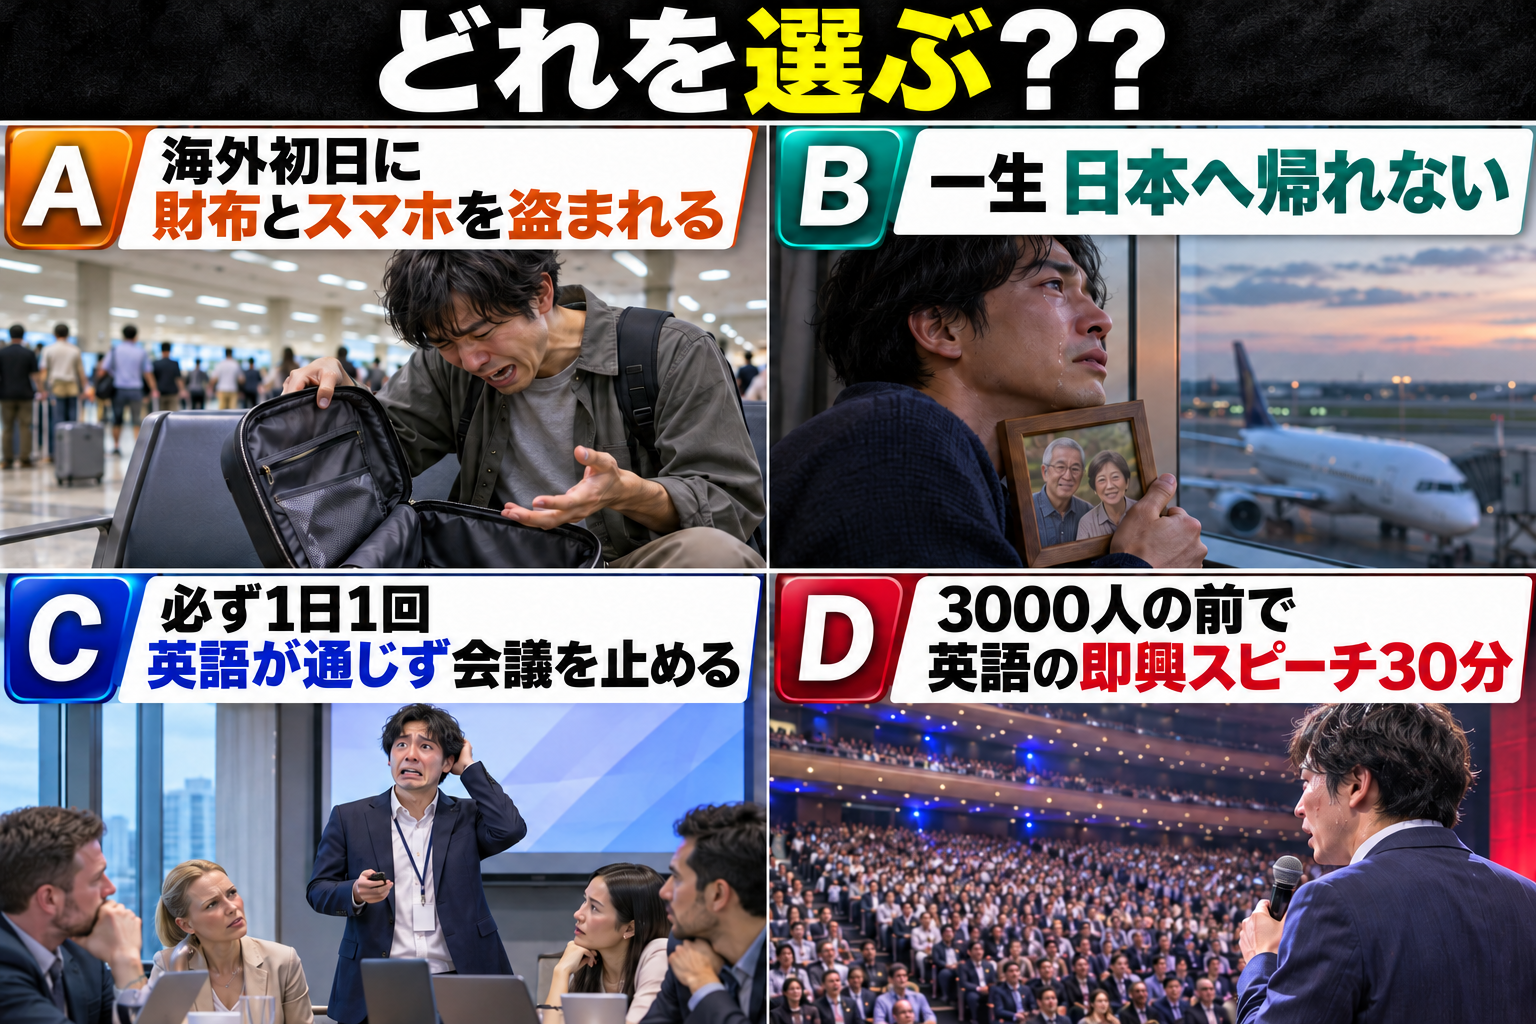 どれを選ぶ??
A
海外初日に
財布とスマホを盗まれる
B
一生 日本へ帰れない
C
必ず1日1回
英語が通じず会議を止める
D
3000人の前で
英語の即興スピーチ30分